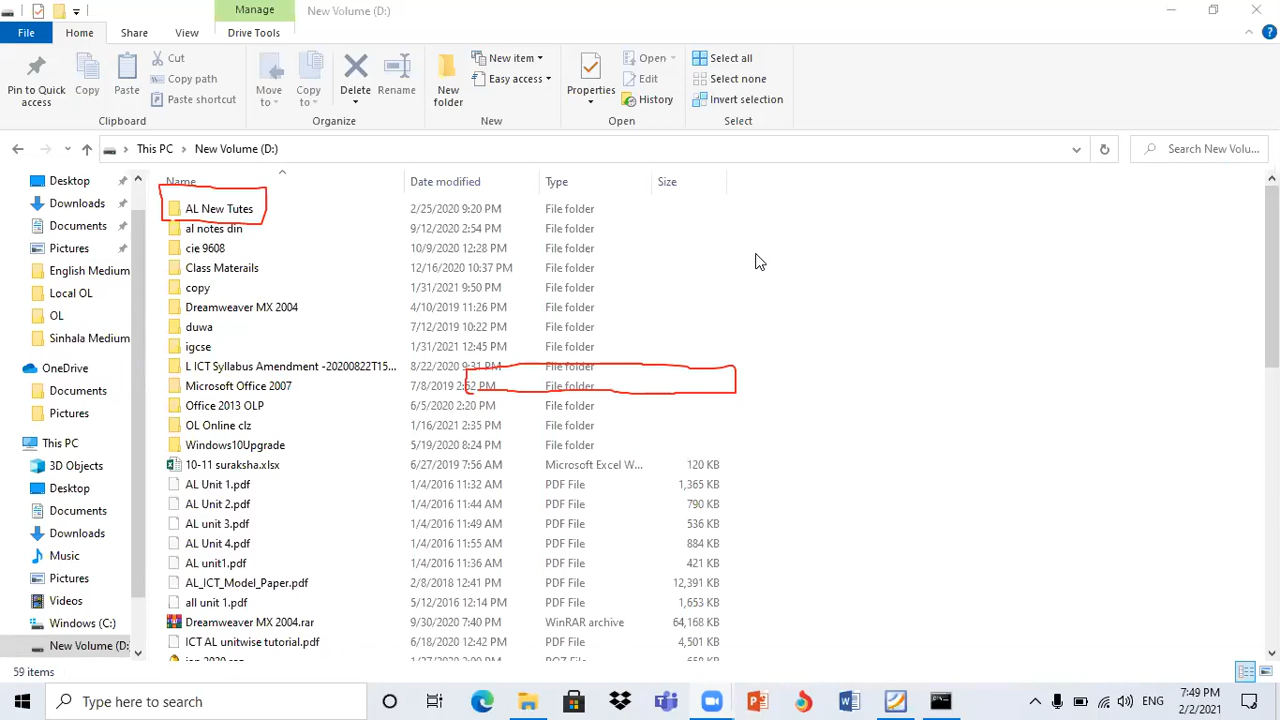 Manage
New Volume (D:)
File
Home
Share
View
Drive Tools
Pin to Quick access
Copy
Paste
Cut
Copy path
Paste shortcut
Clipboard
Move to
Copy to
Delete
Rename
Organize
New folder
New item
Easy access
New
Properties
Open
Edit
History
Open
Select all
Select none
Invert selection
Select
This PC
New Volume (D:)
Search New Volu...
Name
Date modified
Type
Size
AL New Tutes 2/25/2020 9:20 PM File folder
al notes din 9/12/2020 2:54 PM File folder
cie 9608 10/9/2020 12:28 PM File folder
Class Materails 12/16/2020 10:37 PM File folder
copy 1/31/2021 9:50 PM File folder
Dreamweaver MX 2004 4/10/2019 11:26 PM File folder
duwa 7/12/2019 10:22 PM File folder
igcse 1/31/2021 12:45 PM File folder
L ICT Syllabus Amendment -20200822T15... 8/22/2020 9:31 PM File folder
Microsoft Office 2007 7/8/2019 2:52 PM File folder
Office 2013 OLP 6/5/2020 2:20 PM File folder
OL Online clz 1/16/2021 2:35 PM File folder
Windows10Upgrade 5/19/2020 8:24 PM File folder
10-11 suraksha.xlsx 6/27/2019 7:56 AM Microsoft Excel W... 120 KB
AL Unit 1.pdf 1/4/2016 11:32 AM PDF File 1,365 KB
AL Unit 2.pdf 1/4/2016 11:44 AM PDF File 790 KB
AL unit 3.pdf 1/4/2016 11:49 AM PDF File 536 KB
AL Unit 4.pdf 1/4/2016 11:55 AM PDF File 884 KB
AL unit1.pdf 1/4/2016 11:36 AM PDF File 421 KB
AL_ICT_Model_Paper.pdf 2/8/2018 12:41 PM PDF File 12,391 KB
all unit 1.pdf 5/12/2016 12:14 PM PDF File 1,653 KB
Dreamweaver MX 2004.rar 9/30/2020 7:40 PM WinRAR archive 64,168 KB
ICT AL unitwise tutorial.pdf 6/18/2020 12:42 PM PDF File 4,501 KB
Desktop
Downloads
Documents
Pictures
English Medium
Local OL
OL
Sinhala Medium
OneDrive
Documents
Pictures
This PC
3D Objects
Desktop
Documents
Downloads
Music
Pictures
Videos
Windows (C:)
New Volume (D:
59 items
Type here to search
ENG
7:49 PM
2/2/2021